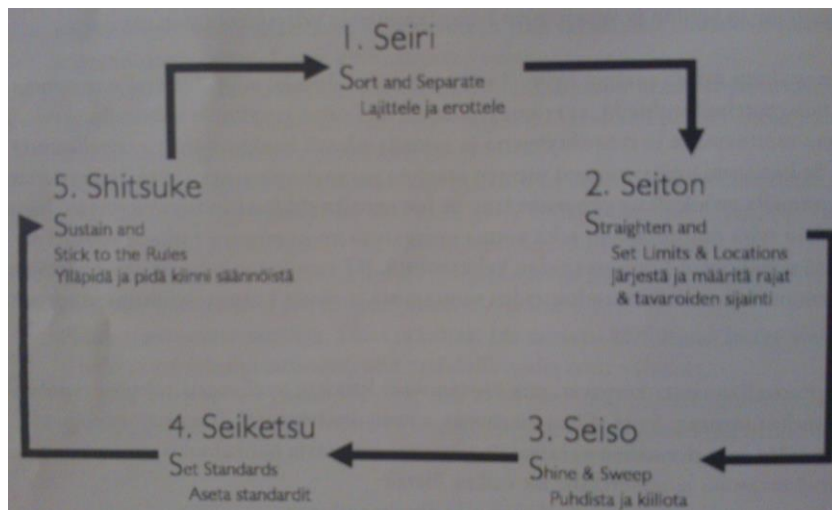 1. Seiri
Sort and Separate
Lajittele ja erottele
2. Seiton
Straighten and
Set Limits & Locations
Järjestä ja määritä rajat
& tavaroiden sijainti
3. Seiso
Shine & Sweep
Puhdista ja kiillota
4. Seiketsu
Set Standards
Aseta standardit
5. Shitsuke
Sustain and
Stick to the Rules
Ylläpidä ja pidä kiinni säännöistä